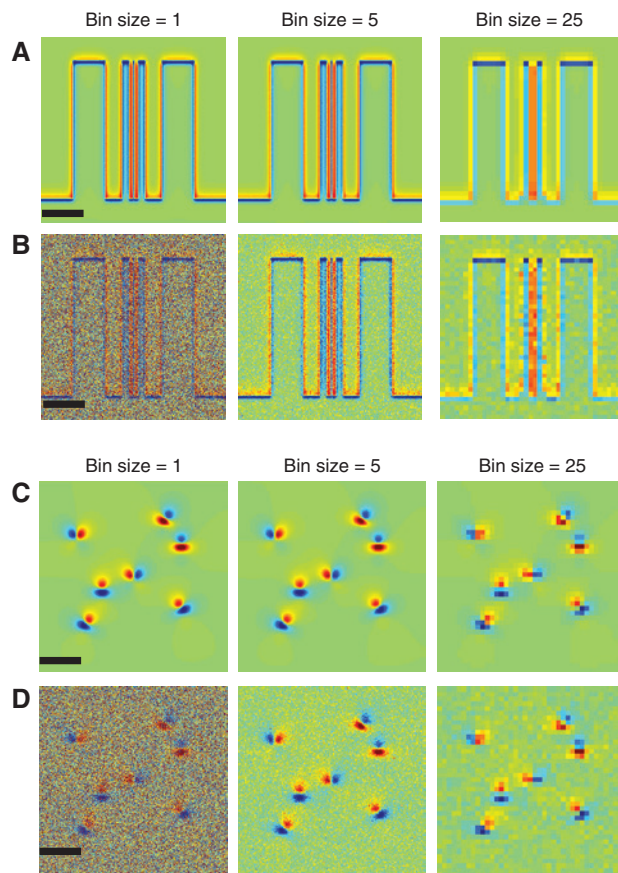 Bin size = 1
Bin size = 5
Bin size = 25
A
B
Bin size = 1
Bin size = 5
Bin size = 25
C
D